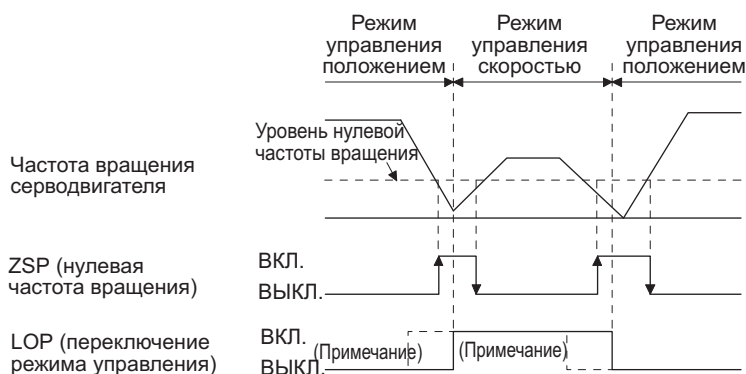 Режим управления положением
Режим управления скоростью
Режим управления положением
Уровень нулевой частоты вращения
Частота вращения серводвигателя
ZSP (нулевая частота вращения)
ВКЛ.
ВЫКЛ.
LOP (переключение режима управления)
ВКЛ.
ВЫКЛ.
(Примечание)
(Примечание)